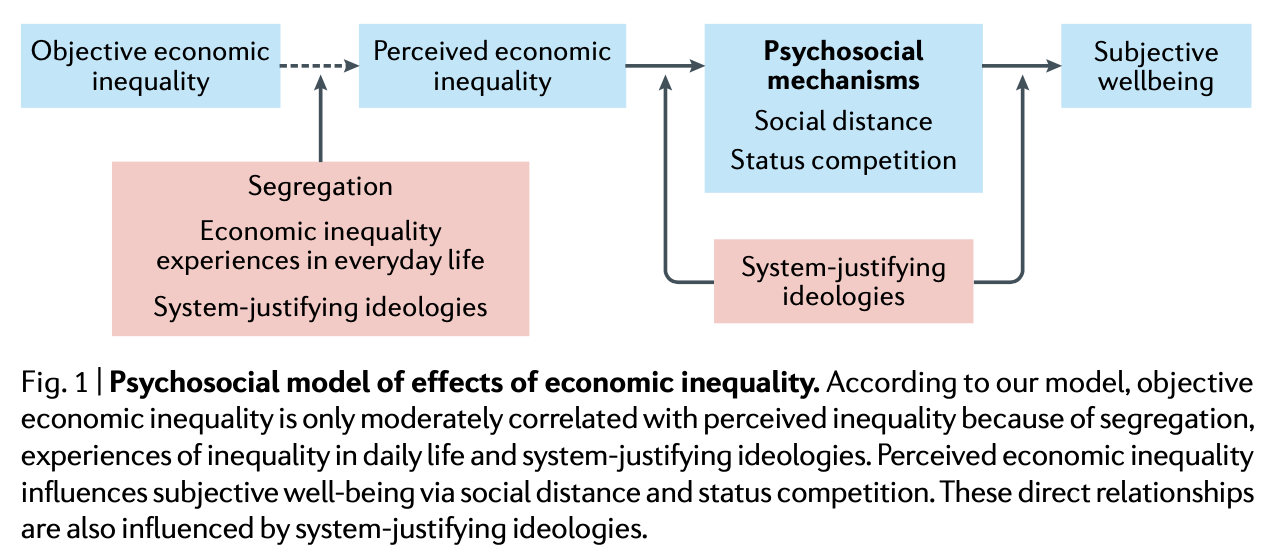 Objective economic
inequality
Perceived economic
inequality
Psychosocial
mechanisms
Social distance
Status competition
Subjective
wellbeing
Segregation
Economic inequality
experiences in everyday life
System-justifying ideologies
System-justifying
ideologies
Fig. 1 | Psychosocial model of effects of economic inequality. According to our model, objective
economic inequality is only moderately correlated with perceived inequality because of segregation,
experiences of inequality in daily life and system-justifying ideologies. Perceived economic inequality
influences subjective well-being via social distance and status competition. These direct relationships
are also influenced by system-justifying ideologies.